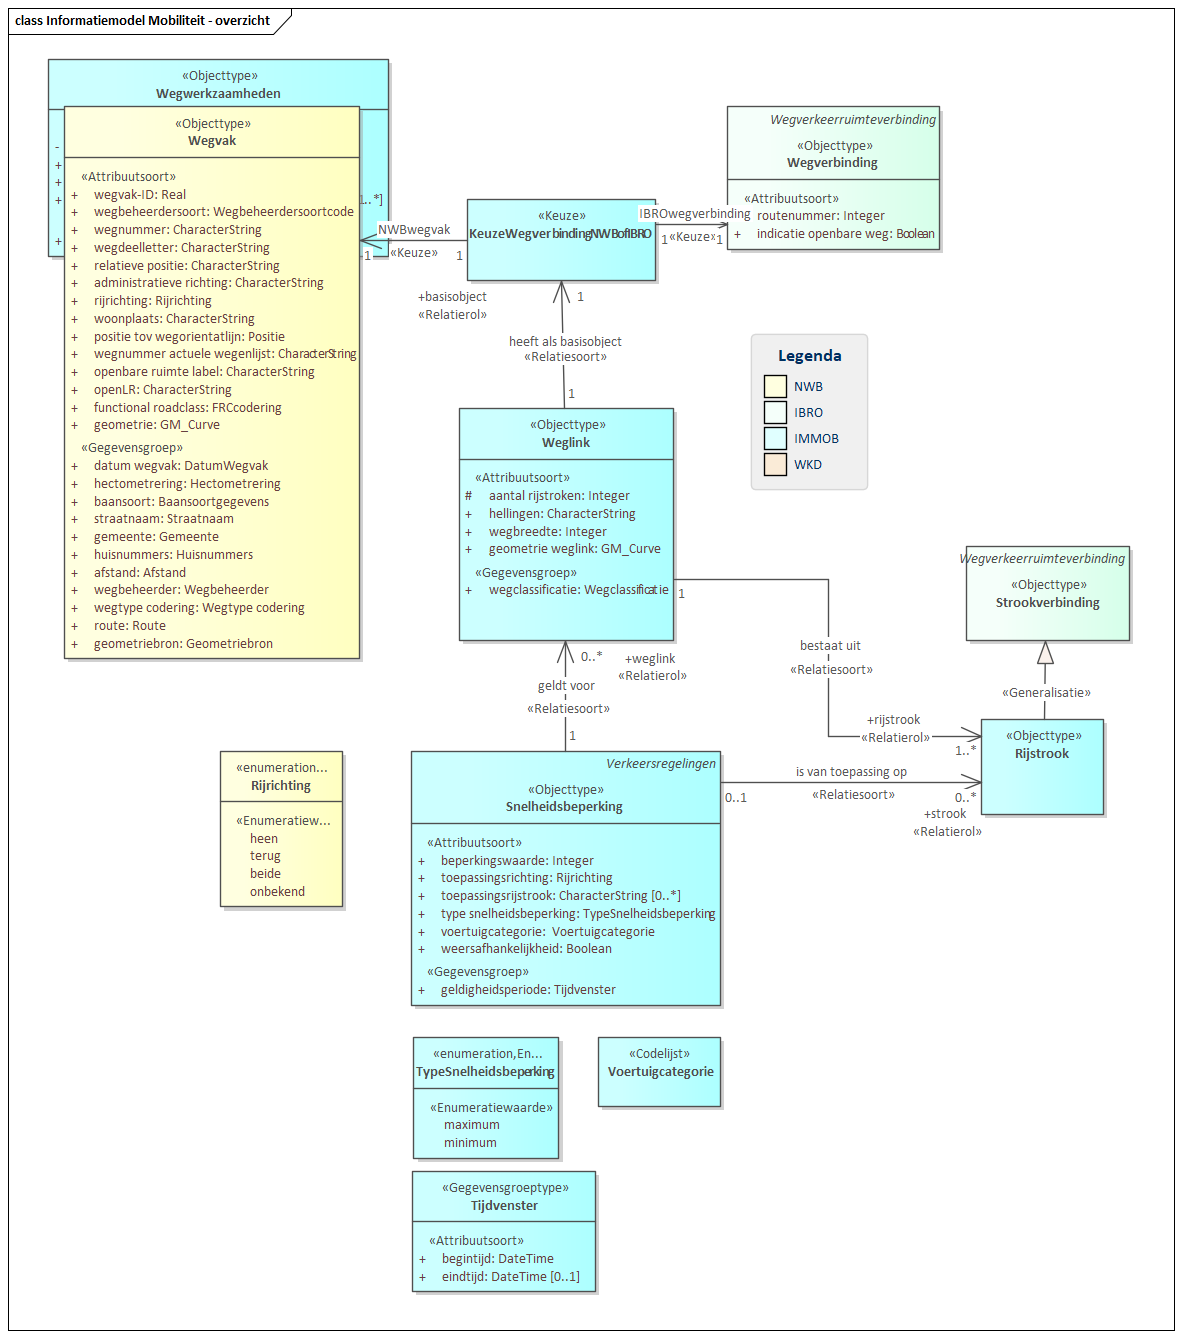 class Informatiemodel Mobiliteit - overzicht
«Objecttype»
Wegwerkzaamheden
-
+
+
+
+
..*]
«Objecttype»
Wegvak
«Attribuutsoort»
+ wegvak-ID: Real
+ wegbeheerdersoort: Wegbeheerdersoortcode
+ wegnummer: CharacterString
+ wegdeelletter: CharacterString
+ relatieve positie: CharacterString
+ administratieve richting: CharacterString
+ rijrichting: Rijrichting
+ woonplaats: CharacterString
+ positie tov wegorientatlijn: Positie
+ wegnummer actuele wegenlijst: CharacterString
+ openbare ruimte label: CharacterString
+ openLR: CharacterString
+ functional roadclass: FRCcodering
+ geometrie: GM_Curve
«Gegevensgroep»
+ datum wegvak: DatumWegvak
+ hectometrering: Hectometrering
+ baansoort: Baansoortgegevens
+ straatnaam: Straatnaam
+ gemeente: Gemeente
+ huisnummers: Huisnummers
+ afstand: Afstand
+ wegbeheerder: Wegbeheerder
+ wegtype codering: Wegtype codering
+ route: Route
+ geometriebron: Geometriebron
NWBwegvak
1 «Keuze» 1
«Keuze»
KeuzeWegverbindingNWBofIBRO
IBROwegverbinding
1 «Keuze» 1
Wegverkeerruimteverbinding
«Objecttype»
Wegverbinding
«Attribuutsoort»
routenummer: Integer
+ indicatie openbare weg: Boolean
+basisobject
«Relatierol»
1
heeft als basisobject
«Relatiesoort»
1
Legenda
NWB
IBRO
IMMOB
WKD
«Objecttype»
Weglink
«Attribuutsoort»
# aantal rijstroken: Integer
+ hellingen: CharacterString
+ wegbreedte: Integer
+ geometrie weglink: GM_Curve
«Gegevensgroep»
+ wegclassificatie: Wegclassificatie
1
bestaat uit
«Relatiesoort»
+rijstrook
«Relatierol»
1..*
Wegverkeerruimteverbinding
«Objecttype»
Strookverbinding
«Generalisatie»
«Objecttype»
Rijstrook
0..* +weglink
«Relatierol»
geldt voor
«Relatiesoort»
1
is van toepassing op
«Relatiesoort»
0..1
0..*
+strook
«Relatierol»
Verkeersregelingen
«Objecttype»
Snelheidsbeperking
«Attribuutsoort»
+ beperkingswaarde: Integer
+ toepassingsrichting: Rijrichting
+ toepassingsrijstrook: CharacterString [0..*]
+ type snelheidsbeperking: TypeSnelheidsbeperking
+ voertuigcategorie: Voertuigcategorie
+ weersafhankelijkheid: Boolean
«Gegevensgroep»
+ geldigheidsperiode: Tijdvenster
«enumeration...
Rijrichting
«Enumeratiew...
heen
terug
beide
onbekend
«enumeration,En...
TypeSnelheidsbeperking
«Enumeratiewaarde»
maximum
minimum
«Codelijst»
Voertuigcategorie
«Gegevensgroeptype»
Tijdvenster
«Attribuutsoort»
+ begintijd: DateTime
+ eindtijd: DateTime [0..1]